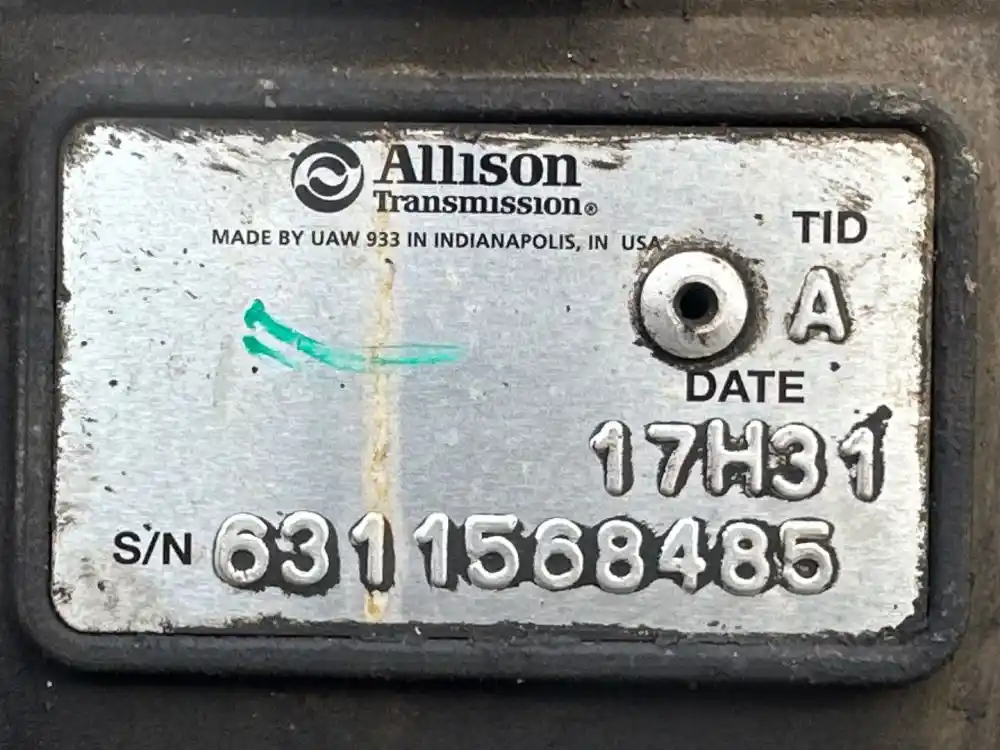 Allison
Transmission®
MADE BY UAW 933 IN INDIANAPOLIS, IN USA
TID
A
DATE
17H31
S/N 6311568485